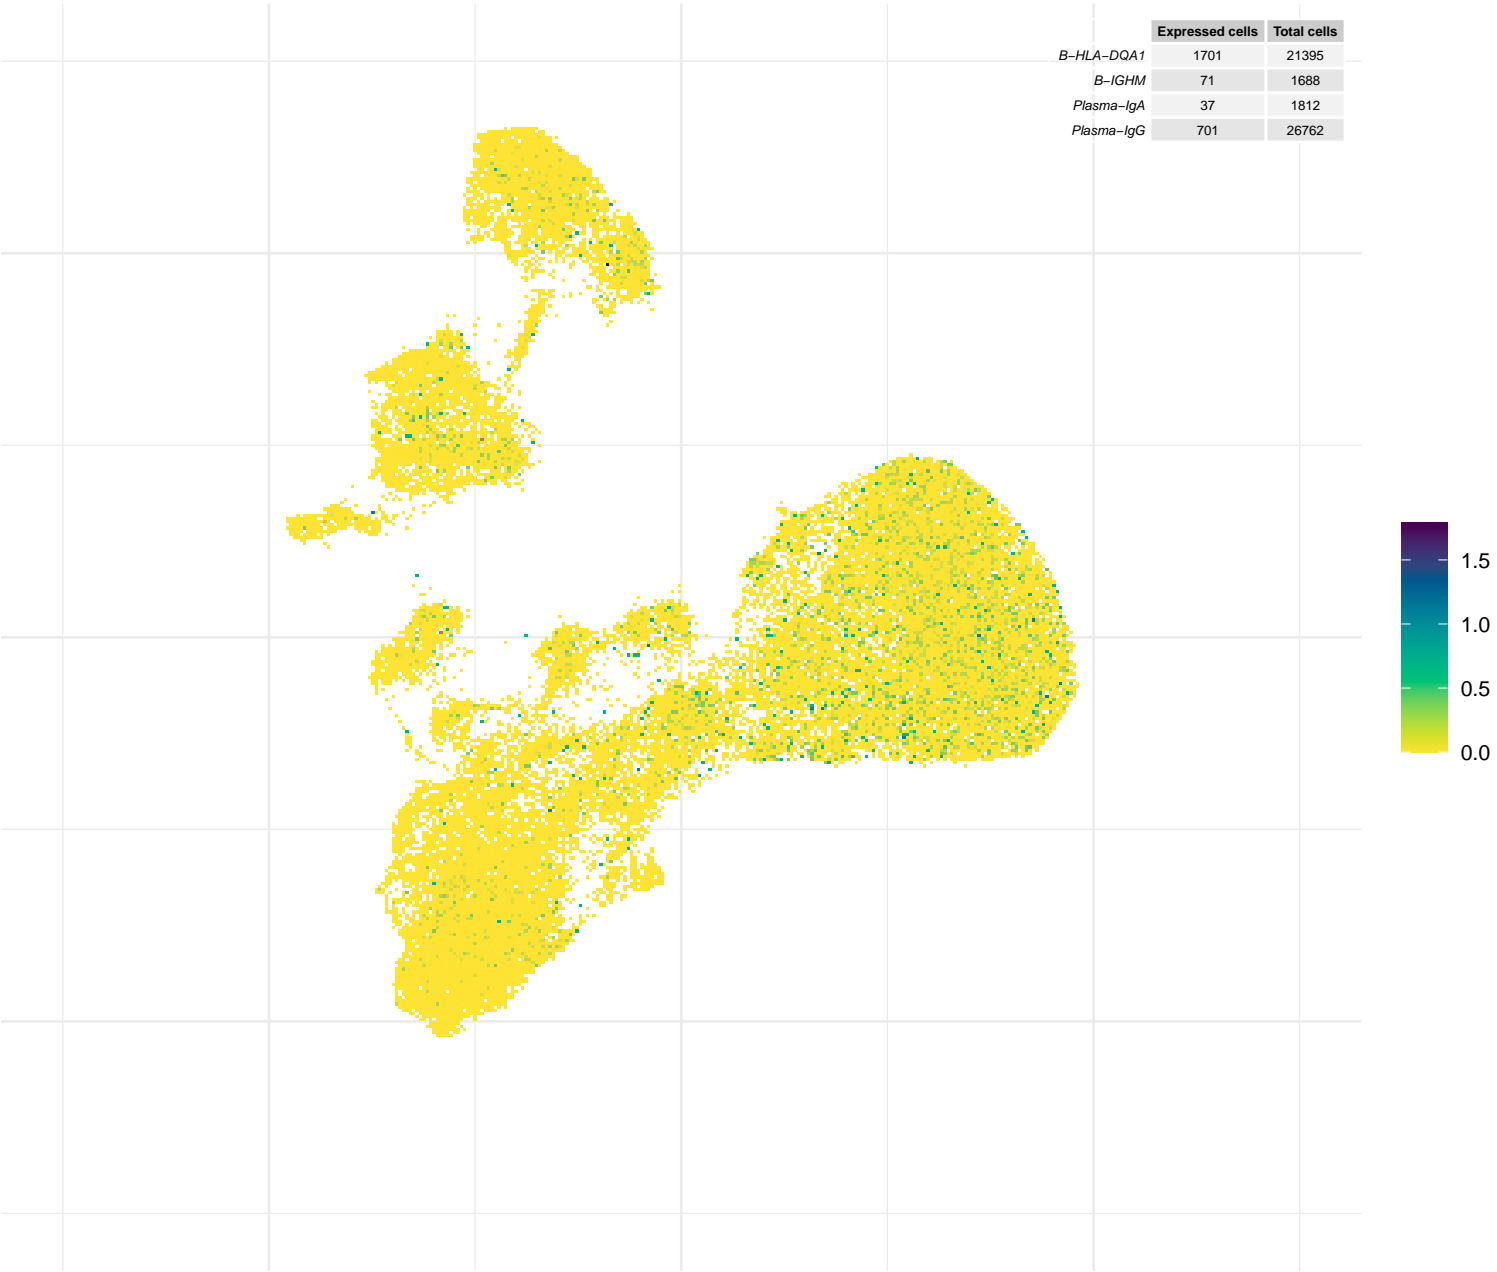 Expressed cells Total cells
B−HLA−DQA1 1701 21395
B−IGHM 71 1688
Plasma−IgA 37 1812
Plasma−IgG 701 26762
1.5
1.0
0.5
0.0